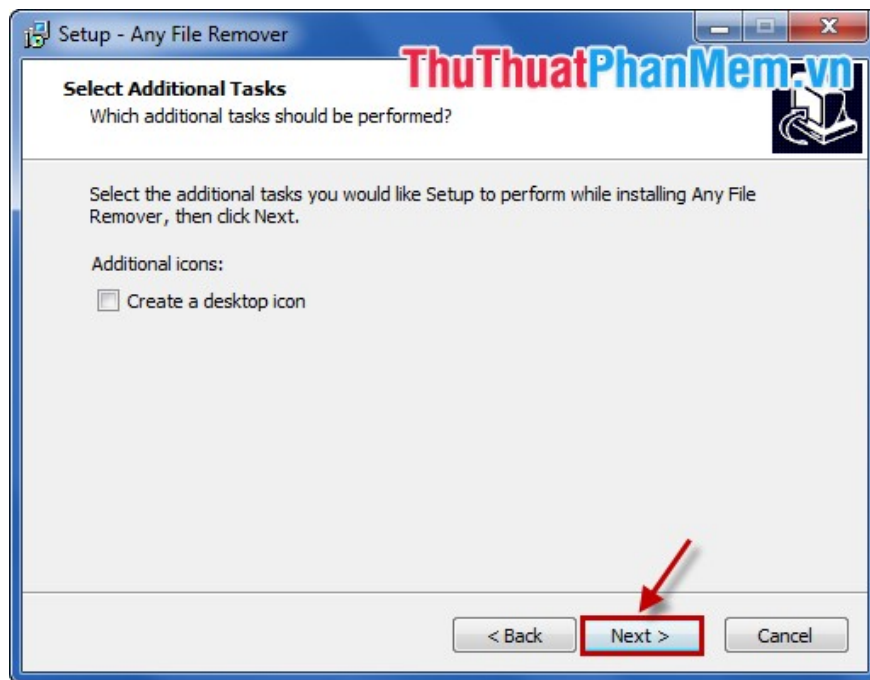 Setup - Any File Remover
ThuThuatPhanMem.vn
Select Additional Tasks
Which additional tasks should be performed?
Select the additional tasks you would like Setup to perform while installing Any File
Remover, then click Next.
Additional icons:
Create a desktop icon
< Back Next > Cancel